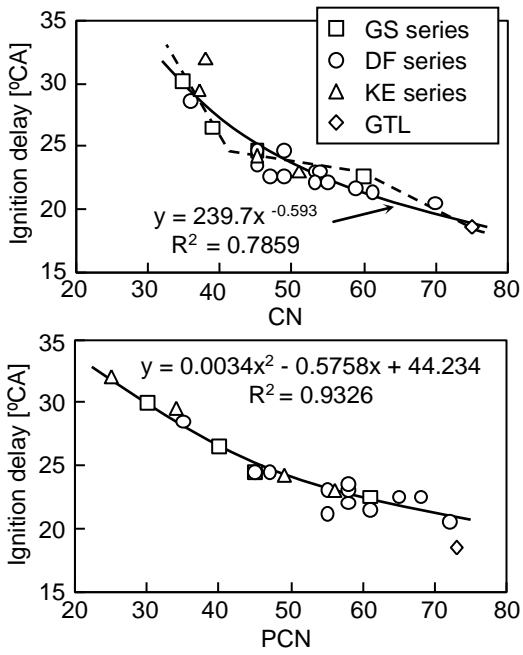 GS series
DF series
KE series
GTL
Ignition delay [ºCA]
35
30
25
20
15
y = 239.7x -0.593
R2 = 0.7859
20 30 40 50 60 70 80
CN
Ignition delay [ºCA]
35
30
25
20
15
y = 0.0034x2 - 0.5758x + 44.234
R2 = 0.9326
20 30 40 50 60 70 80
PCN